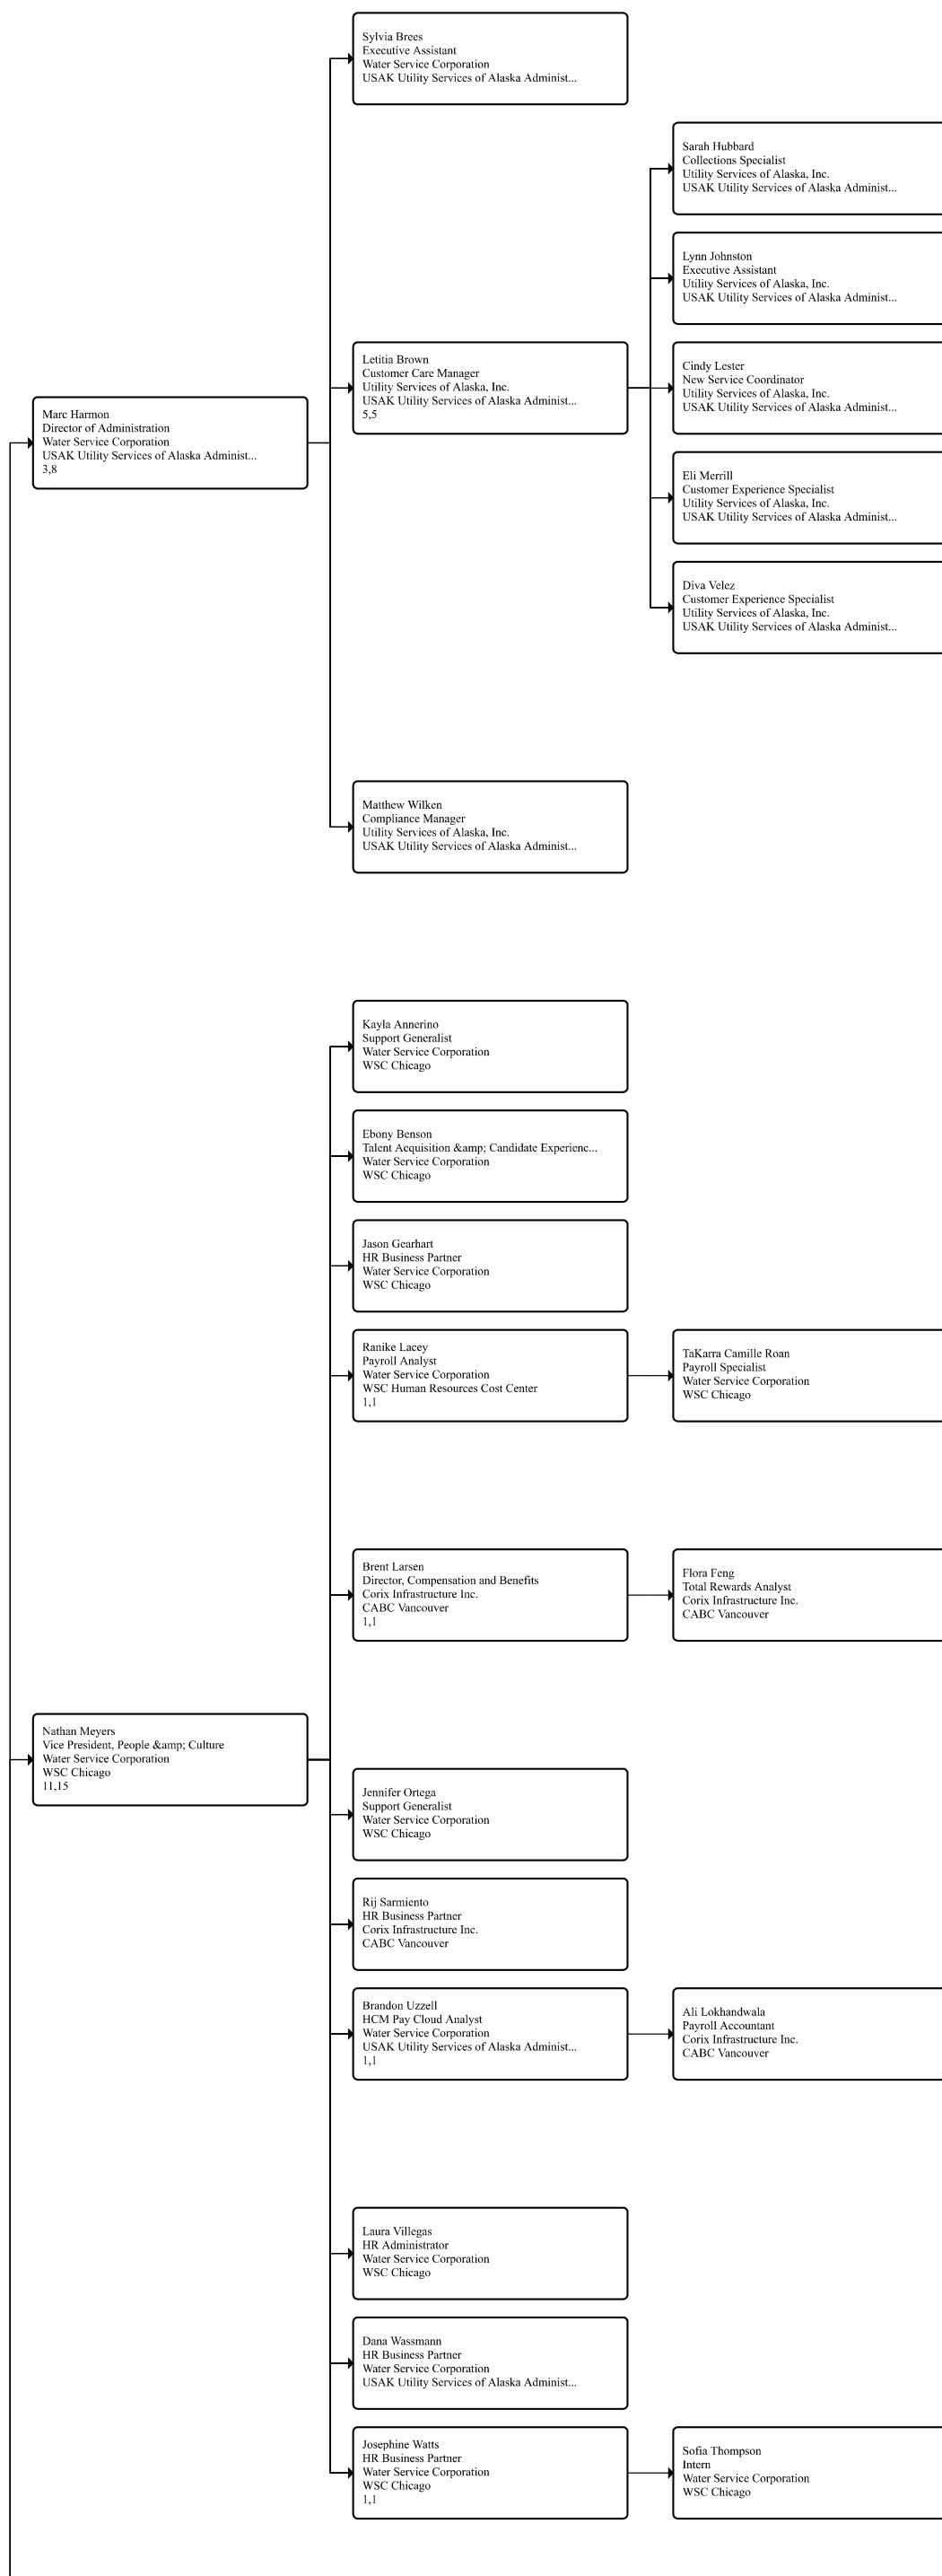 Sylvia Brees
Executive Assistant
Water Service Corporation
USAK Utility Services of Alaska Administ...
Sarah Hubbard
Collections Specialist
Utility Services of Alaska, Inc.
USAK Utility Services of Alaska Administ...
Lynn Johnston
Executive Assistant
Utility Services of Alaska, Inc.
USAK Utility Services of Alaska Administ...
Letitia Brown
Customer Care Manager
Utility Services of Alaska, Inc.
USAK Utility Services of Alaska Administ...
5,5
Cindy Lester
New Service Coordinator
Utility Services of Alaska, Inc.
USAK Utility Services of Alaska Administ...
Marc Harmon
Director of Administration
Water Service Corporation
USAK Utility Services of Alaska Administ...
3,8
Eli Merrill
Customer Experience Specialist
Utility Services of Alaska, Inc.
USAK Utility Services of Alaska Administ...
Diva Velez
Customer Experience Specialist
Utility Services of Alaska, Inc.
USAK Utility Services of Alaska Administ...
Matthew Wilken
Compliance Manager
Utility Services of Alaska, Inc.
USAK Utility Services of Alaska Administ...
Kayla Annerino
Support Generalist
Water Service Corporation
WSC Chicago
Ebony Benson
Talent Acquisition &amp; Candidate Experienc...
Water Service Corporation
WSC Chicago
Jason Gearhart
HR Business Partner
Water Service Corporation
WSC Chicago
Ranike Lacey
Payroll Analyst
Water Service Corporation
WSC Human Resources Cost Center
1,1
TaKarra Camille Roan
Payroll Specialist
Water Service Corporation
WSC Chicago
Brent Larsen
Director, Compensation and Benefits
Corix Infrastructure Inc.
CABC Vancouver
1,1
Flora Feng
Total Rewards Analyst
Corix Infrastructure Inc.
CABC Vancouver
Nathan Meyers
Vice President, People &amp; Culture
Water Service Corporation
WSC Chicago
11,15
Jennifer Ortega
Support Generalist
Water Service Corporation
WSC Chicago
Rij Sarmiento
HR Business Partner
Corix Infrastructure Inc.
CABC Vancouver
Brandon Uzzell
HCM Pay Cloud Analyst
Water Service Corporation
USAK Utility Services of Alaska Administ...
1,1
Ali Lokhandwala
Payroll Accountant
Corix Infrastructure Inc.
CABC Vancouver
Laura Villegas
HR Administrator
Water Service Corporation
WSC Chicago
Dana Wassmann
HR Business Partner
Water Service Corporation
USAK Utility Services of Alaska Administ...
Josephine Watts
HR Business Partner
Water Service Corporation
WSC Chicago
1,1
Sofia Thompson
Intern
Water Service Corporation
WSC Chicago